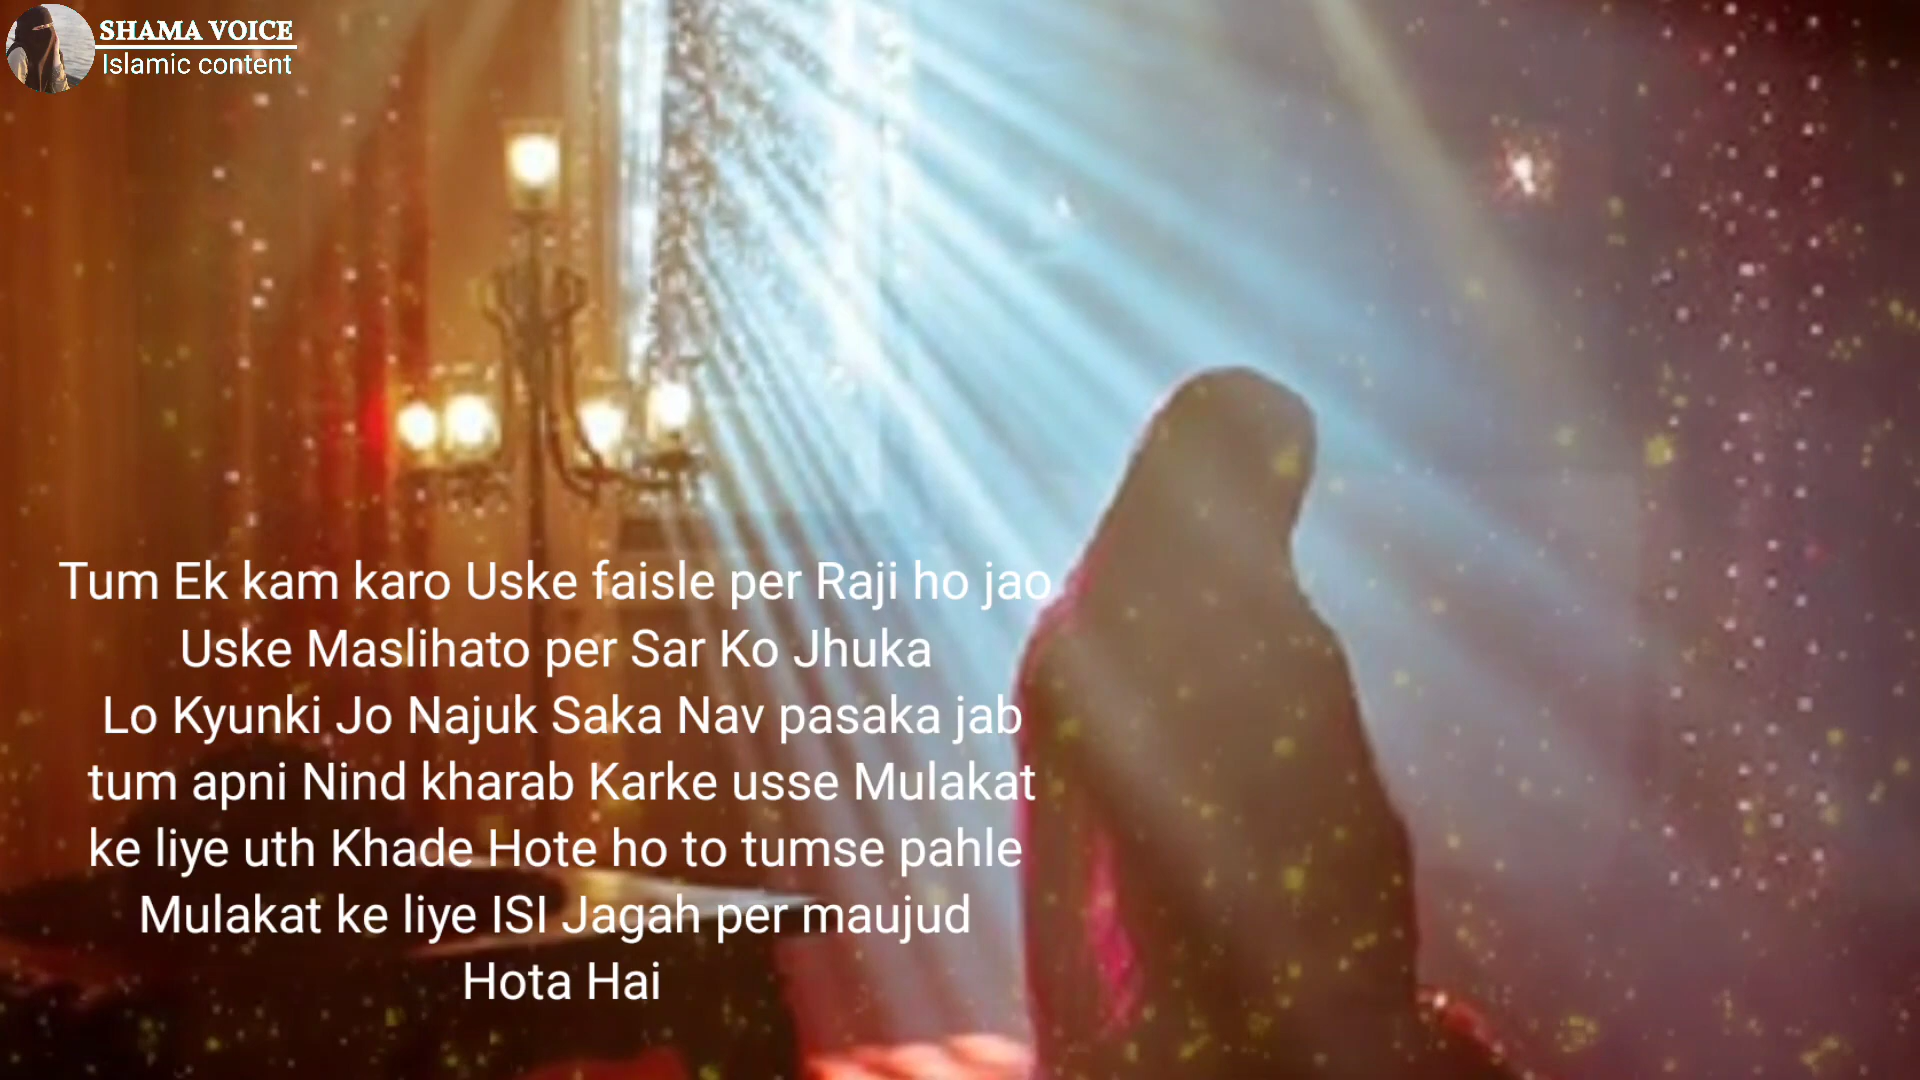 SHAMA VOICE
Islamic content
Tum Ek kam karo Uske faisle per Raji ho jao
Uske Maslihato per Sar Ko Jhuka
Lo Kyunki Jo Najuk Saka Nav pasaka jab
tum apni Nind kharab Karke usse Mulakat
ke liye uth Khade Hote ho to tumse pahle
Mulakat ke liye ISI Jagah per maujud
Hota Hai